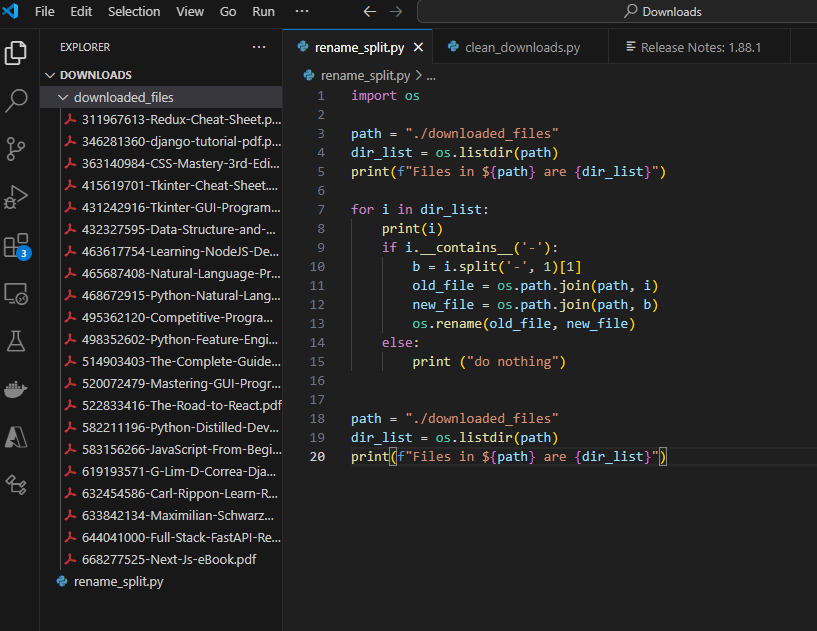 File Edit Selection View Go Run ··· Downloads
EXPLORER ···
rename_split.py
clean_downloads.py
Release Notes: 1.88.1
DOWNLOADS
downloaded_files
311967613-Redux-Cheat-Sheet.p...
346281360-django-tutorial-pdf.p...
363140984-CSS-Mastery-3rd-Edi...
415619701-Tkinter-Cheat-Sheet....
431242916-Tkinter-GUI-Program...
432327595-Data-Structure-and-...
463617754-Learning-NodeJS-De...
465687408-Natural-Language-Pr...
468672915-Python-Natural-Lang...
495362120-Competitive-Progra...
498352602-Python-Feature-Engi...
514903403-The-Complete-Guide...
520072479-Mastering-GUI-Progr...
522833416-The-Road-to-React.pdf
582211196-Python-Distilled-Dev...
583156266-JavaScript-From-Begi...
619193571-G-Lim-D-Correa-Dja...
632454586-Carl-Rippon-Learn-R...
633842134-Maximilian-Schwarz...
644041000-Full-Stack-FastAPI-Re...
668277525-Next-Js-eBook.pdf
rename_split.py
3
rename_split.py > ...
1 import os
2
3 path = "./downloaded_files"
4 dir_list = os.listdir(path)
5 print(f"Files in ${path} are {dir_list}")
6
7 for i in dir_list:
8     print(i)
9     if i.__contains__('-'):
10         b = i.split('-', 1)[1]
11         old_file = os.path.join(path, i)
12         new_file = os.path.join(path, b)
13         os.rename(old_file, new_file)
14     else:
15         print ("do nothing")
16
17
18 path = "./downloaded_files"
19 dir_list = os.listdir(path)
20 print(f"Files in ${path} are {dir_list}")